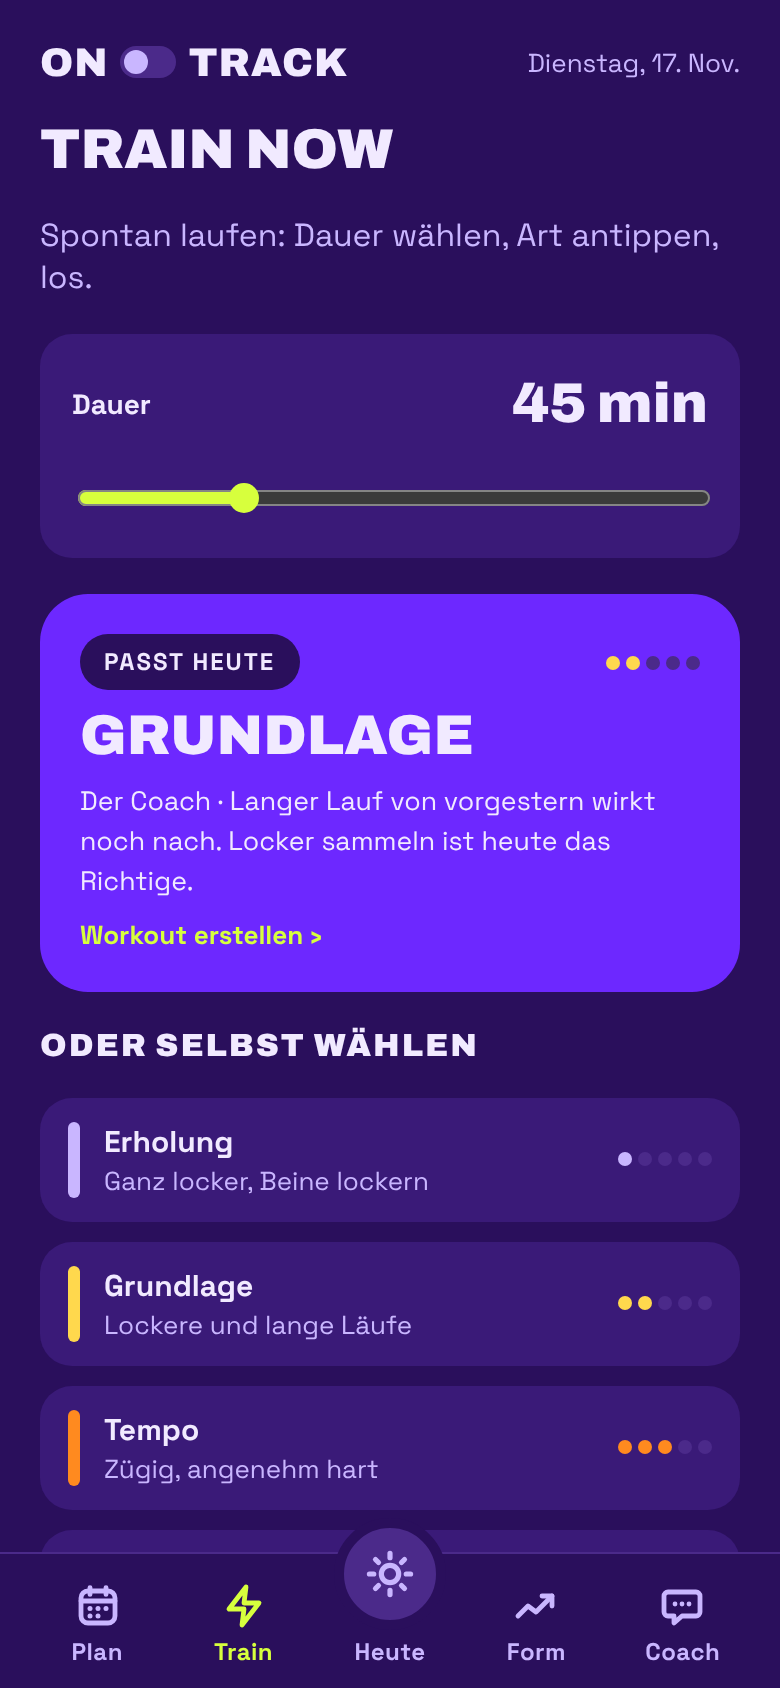 ON TRACK
Dienstag, 17. Nov.
TRAIN NOW
Spontan laufen: Dauer wählen, Art antippen,
los.
Dauer
45 min
PASST HEUTE
GRUNDLAGE
Der Coach · Langer Lauf von vorgestern wirkt
noch nach. Locker sammeln ist heute das
Richtige.
Workout erstellen >
ODER SELBST WÄHLEN
Erholung
Ganz locker, Beine lockern
Grundlage
Lockere und lange Läufe
Tempo
Zügig, angenehm hart
Plan
Train
Heute
Form
Coach